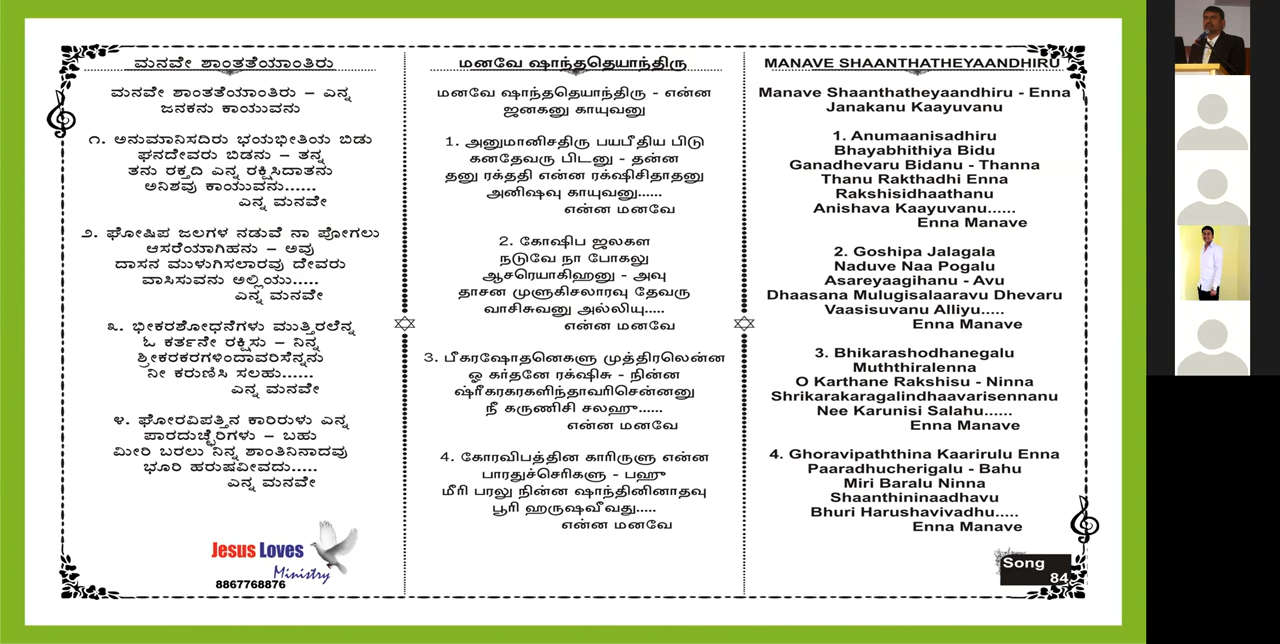 ಮನವೇ ಶಾಂತತೆಯಾಂತಿರು
ಮನವೇ ಶಾಂತತೆಯಾಂತಿರು – ಎನ್ನ
ಜನಕನು ಕಾಯುವನು
೧. ಅನುಮಾನಿಸದಿರು ಭಯಭೀತಿಯ ಬಿಡು
ಘನದೇವರು ಬಿಡನು – ತನ್ನ
ತನು ರಕ್ತದಿ ಎನ್ನ ರಕ್ಷಿಸಿದಾತನು
ಅನಿಶವು ಕಾಯುವನು......
ಎನ್ನ ಮನವೇ
೨. ಘೋಷಿಪ ಜಲಗಳ ನಡುವೆ ನಾ ಪೋಗಲು
ಆಸರೆಯಾಗಿಹನು – ಅವು
ದಾಸನ ಮುಳುಗಿಸಲಾರವು ದೇವರು
ವಾಸಿಸುವನು ಅಲ್ಲಿಯು.....
ಎನ್ನ ಮನವೇ
೩. ಭೀಕರಶೋಧನೆಗಳು ಮುತ್ತಿರಲೆನ್ನ
ಓ ಕರ್ತನೇ ರಕ್ಷಿಸು – ನಿನ್ನ
ಶ್ರೀಕರಕರಗಳಿಂದಾವರಿಸೆನ್ನನು
ನೀ ಕರುಣಿಸಿ ಸಲಹು......
ಎನ್ನ ಮನವೇ
೪. ಘೋರವಿಪತ್ತಿನ ಕಾರಿರುಳು ಎನ್ನ
ಪಾರದುಚ್ಛೆರಿಗಳು – ಬಹು
ಮೀರಿ ಬರಲು ನಿನ್ನ ಶಾಂತಿನಿನಾದವು
ಭೂರಿ ಹರುಷವೀವದು.....
ಎನ್ನ ಮನವೇ
Jesus Loves
Ministry
8867768876
மனவே ஷாந்ததெயாந்திரு
மனவே ஷாந்ததெயாந்திரு - என்ன
ஜனகனு காயுவனு
1. அனுமானிசதிரு பயபீதிய பிடு
கனதேவரு பிடனு - தன்ன
தனு ரக்ததி என்ன ரக்ஷிசிதாதனு
அனிஷவு காயுவனு......
என்ன மனவே
2. கோஷிப ஜலகள
நடுவே நா போகலு
ஆசரெயாகிஹனு - அவு
தாசன முளுகிசலாரவு தேவரு
வாசிசுவனு அல்லியு.....
என்ன மனவே
3. பீகரஷோதனெகளு முத்திரலென்ன
ஓ கர்தனே ரக்ஷிசு - நின்ன
ஷ்ரீகரகரகளிந்தாவரிசென்னனு
நீ கருணிசி சலஹு......
என்ன மனவே
4. கோரவிபத்தின காரிருளு என்ன
பாரதுச்செரிகளு - பஹு
மீரி பரலு நின்ன ஷாந்தினினாதவு
பூரி ஹருஷவீவது.....
என்ன மனவே
MANAVE SHAANTHATHEYAANDHIRU
Manave Shaanthatheyaandhiru - Enna
Janakanu Kaayuvanu
1. Anumaanisadhiru
Bhayabhithiya Bidu
Ganadhevaru Bidanu - Thanna
Thanu Rakthadhi Enna
Rakshisidhaathanu
Anishava Kaayuvanu......
Enna Manave
2. Goshipa Jalagala
Naduve Naa Pogalu
Asareyaagihanu - Avu
Dhaasana Mulugisalaaravu Dhevaru
Vaasisuvanu Alliyu.....
Enna Manave
3. Bhikarashodhanegalu
Muththiralenna
O Karthane Rakshisu - Ninna
Shrikarakaragalindhaavarisennanu
Nee Karunisi Salahu......
Enna Manave
4. Ghoravipaththina Kaarirulu Enna
Paaradhucherigalu - Bahu
Miri Baralu Ninna
Shaanthininaadhavu
Bhuri Harushavivadhu.....
Enna Manave
Song
84